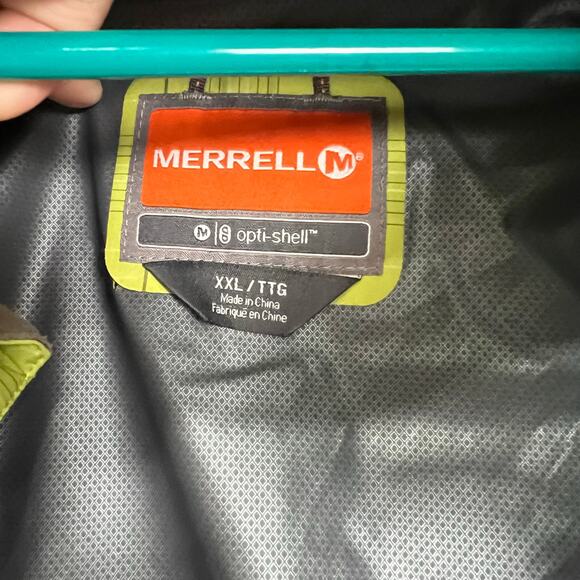 MERRELL M®
M opti-shell™
XXL / TTG
Made in China
Fabriqué en Chine